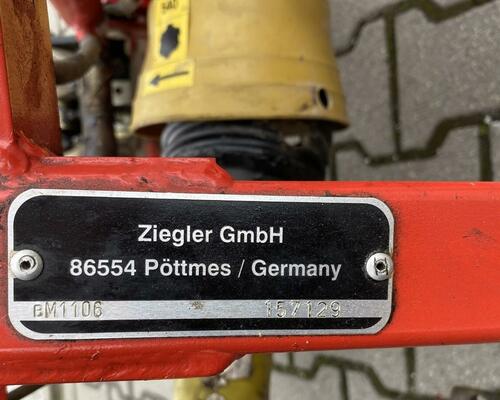 Ziegler GmbH
86554 Pöttmes / Germany
BM1106 157129